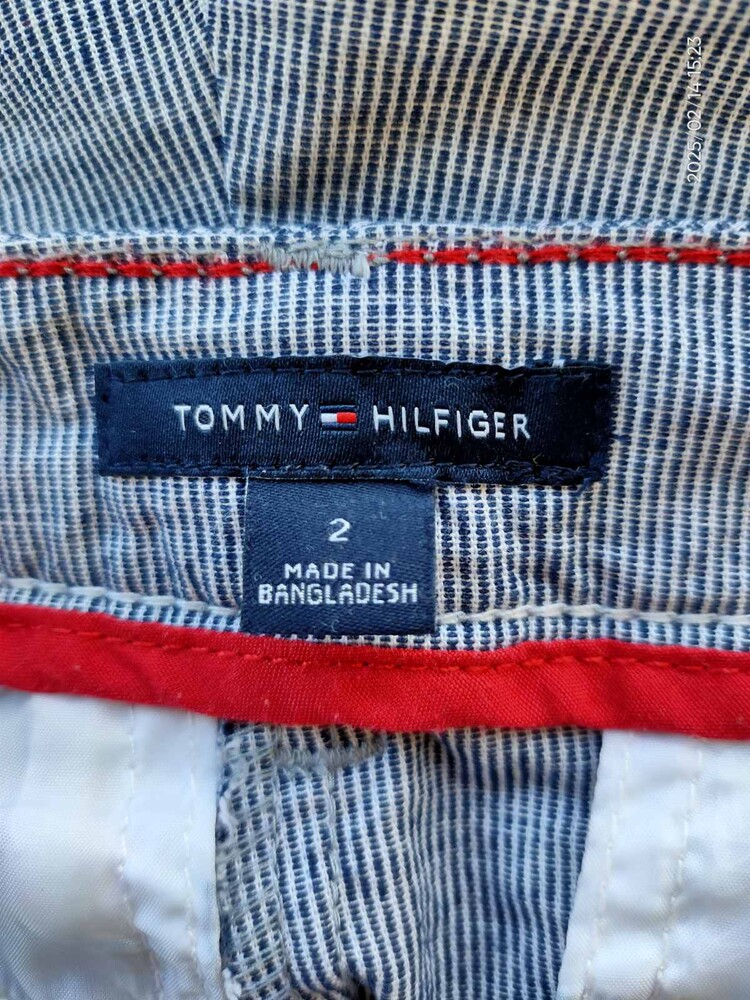 2025/02/14 15:23
TOMMY HILFIGER
2
MADE IN
BANGLADESH